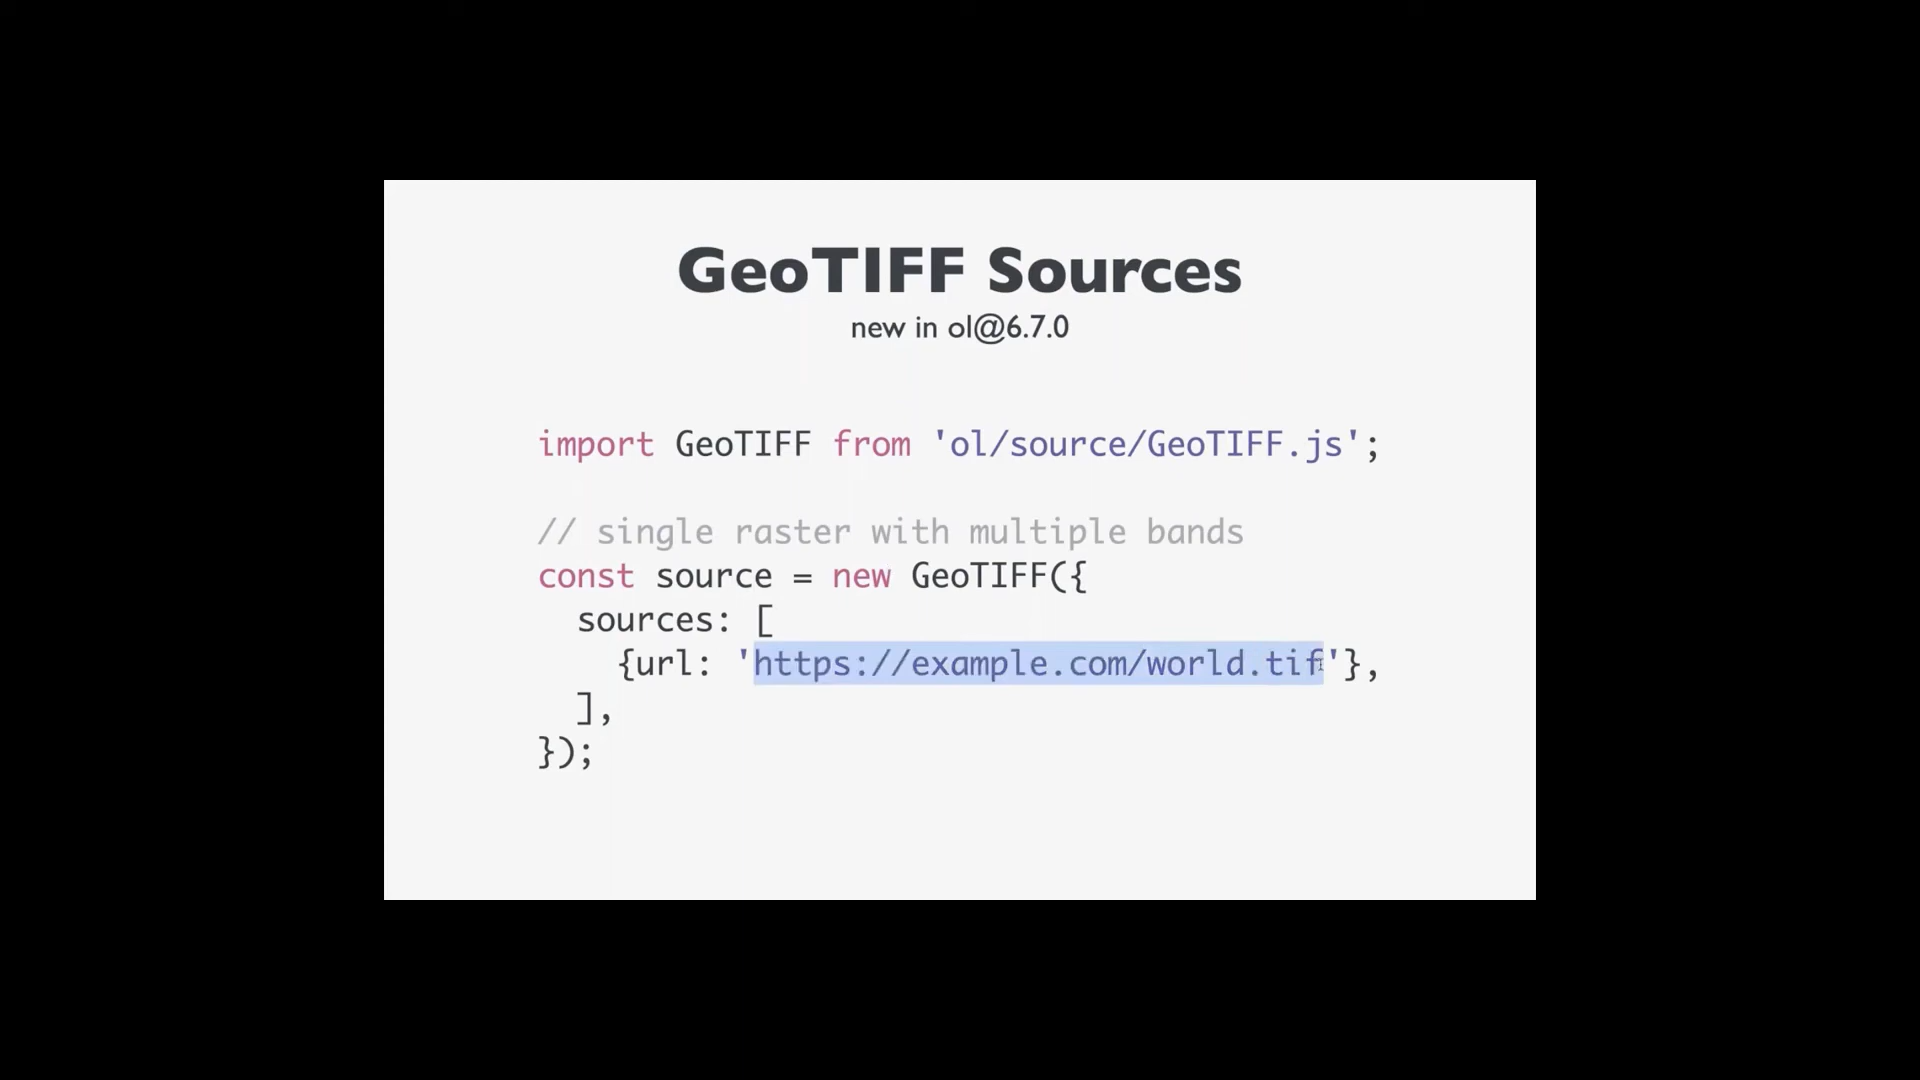 GeoTIFF Sources
new in ol@6.7.0
import GeoTIFF from 'ol/source/GeoTIFF.js';
// single raster with multiple bands
const source = new GeoTIFF({
  sources: [
    {url: 'https://example.com/world.tif'},
  ],
});